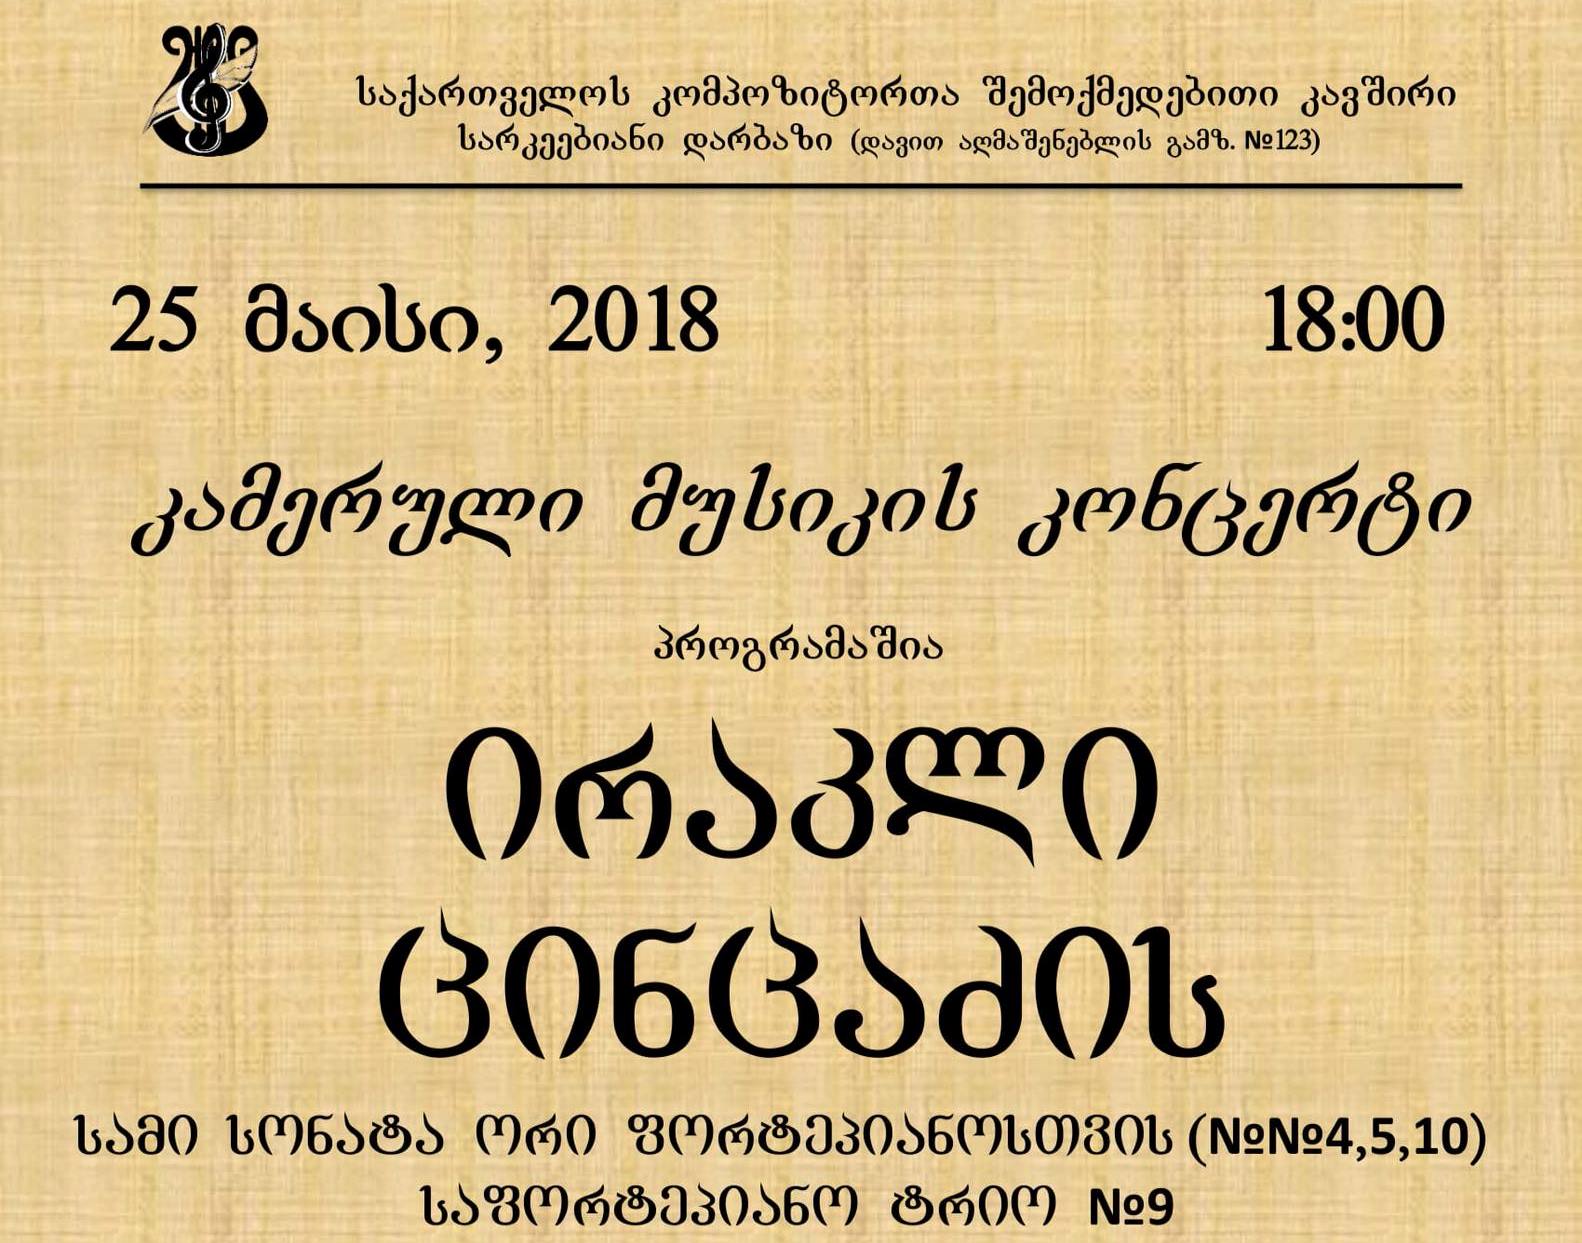 საქართველოს კომპოზიტორთა შემოქმედებითი კავშირი
სარკეებიანი დარბაზი (დავით აღმაშენებლის გამზ. №123)
25 მაისი, 2018 18:00
კამერული მუსიკის კონცერტი
პროგრამაშია
ირაკლი
ცინცაძის
სამი სონატა ორი ფორტეპიანოსთვის (№№4,5,10)
საფორტეპიანო ტრიო №9